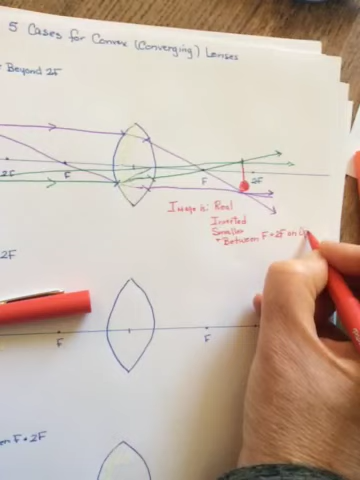 5 Cases for Convex (Converging) Lenses
Beyond 2F
2F F F 2F
Image is: Real
Inverted
Smaller
+ Between F + 2F on
2F
F F
F + 2F